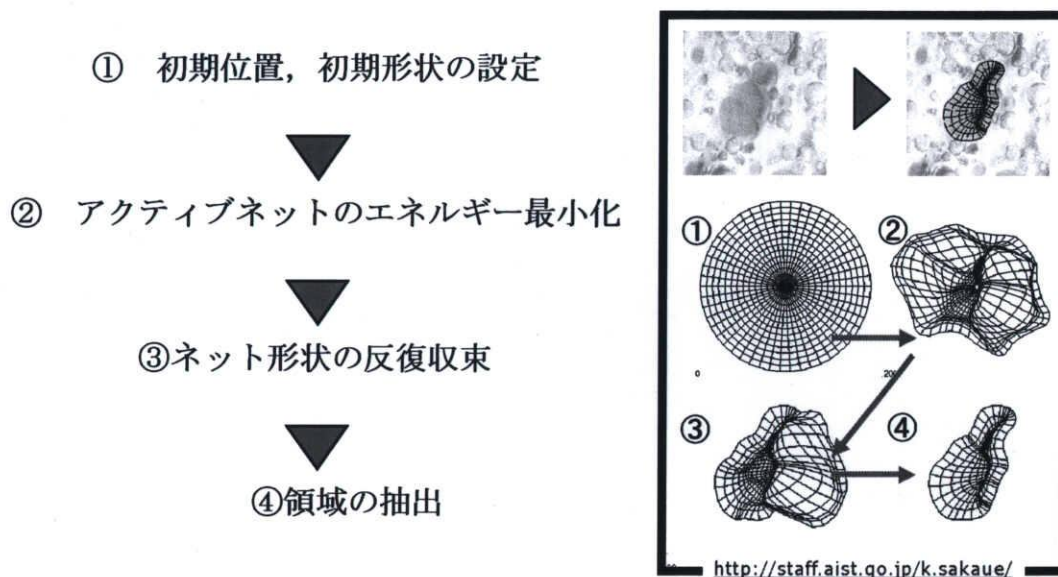 ① 初期位置，初期形状の設定
② アクティブネットのエネルギー最小化
③ネット形状の反復収束
④領域の抽出
①
②
0
200
③
④
http://staff.aist.go.jp/k.sakaue/